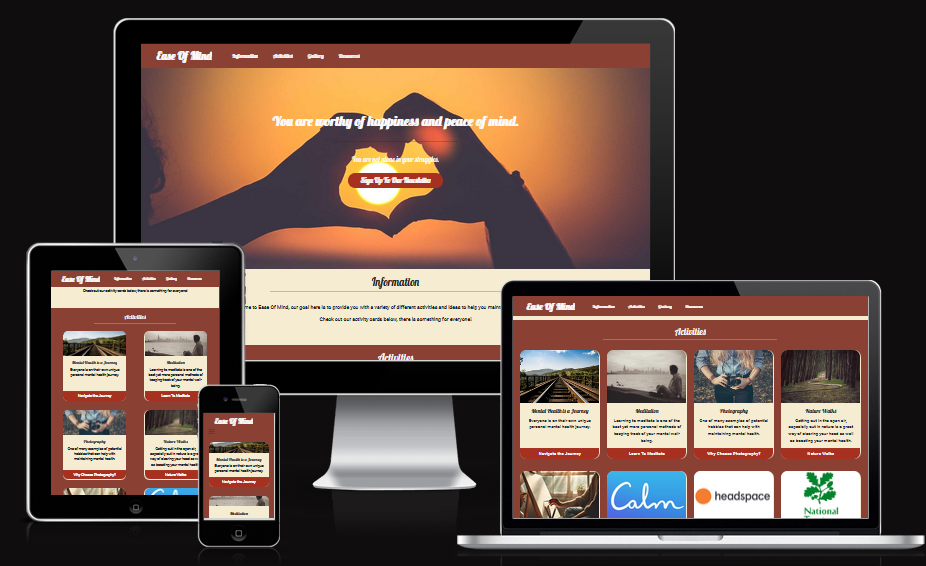 Ease Of Mind
Information Activities Gallery
You are worthy of happiness and peace of mind.
You are not alone in your struggles.
Sign Up To Our Newsletter
Information
me to Ease Of Mind, our goal here is to provide you with a variety of different activities and ideas to help you main
Check out our activity cards below, there is something for everyone!
Activities
Ease Of Mind
Information Activities Gallery
Check out our activity cards below, there is something for everyone!
Activities
Mental Health is a Journey
Everyone is on their own unique
personal mental health journey.
Navigate the Journey
Meditation
Learning to meditate is one of the
best yet more personal methods of
keeping track of your mental well-
being.
Learn To Meditate
Photography
One of many examples of potential
hobbies that can help with
maintaining mental health.
Why Choose Photography?
Nature Walks
Getting out in the open air,
especially out in nature is a great
way of clearing your head as well
as boosting your mental health.
Nature Walks
Ease Of Mind
Mental Health is a Journey
Everyone is on their own unique
personal mental health journey.
Navigate the Journey
Meditation
Ease Of Mind
Information Activities Gallery
Activities
Mental Health is a Journey
Everyone is on their own unique
personal mental health journey.
Navigate the Journey
Meditation
Learning to meditate is one of the
best yet more personal methods of
keeping track of your mental well-
being.
Learn To Meditate
Photography
One of many examples of potential
hobbies that can help with
maintaining mental health.
Why Choose Photography?
Nature Walks
Getting out in the open air,
especially out in nature is a great
way of clearing your head as well
as boosting your mental health.
Nature Walks
Calm
headspace
National